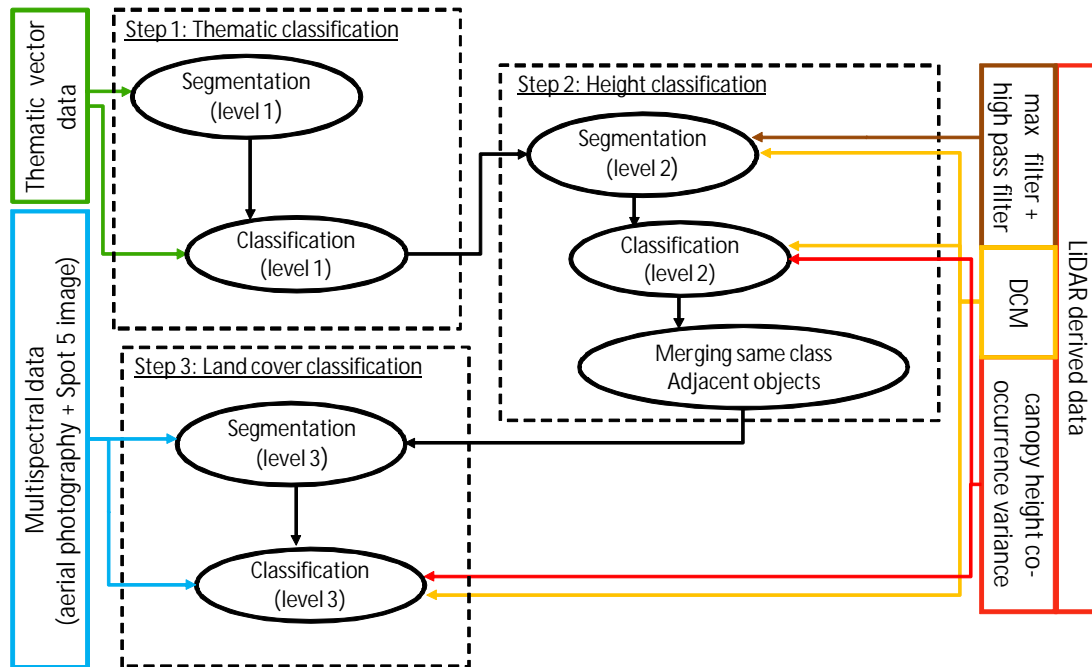 Thematic vector
data
Multispectral data
(aerial photography + Spot 5 image)
Step 1: Thematic classification
Segmentation
(level 1)
Classification
(level 1)
Step 2: Height classification
Segmentation
(level 2)
Classification
(level 2)
Merging same class
Adjacent objects
Step 3: Land cover classification
Segmentation
(level 3)
Classification
(level 3)
max filter +
high pass filter
DCM
canopy height co-
occurrence variance
LiDAR derived data